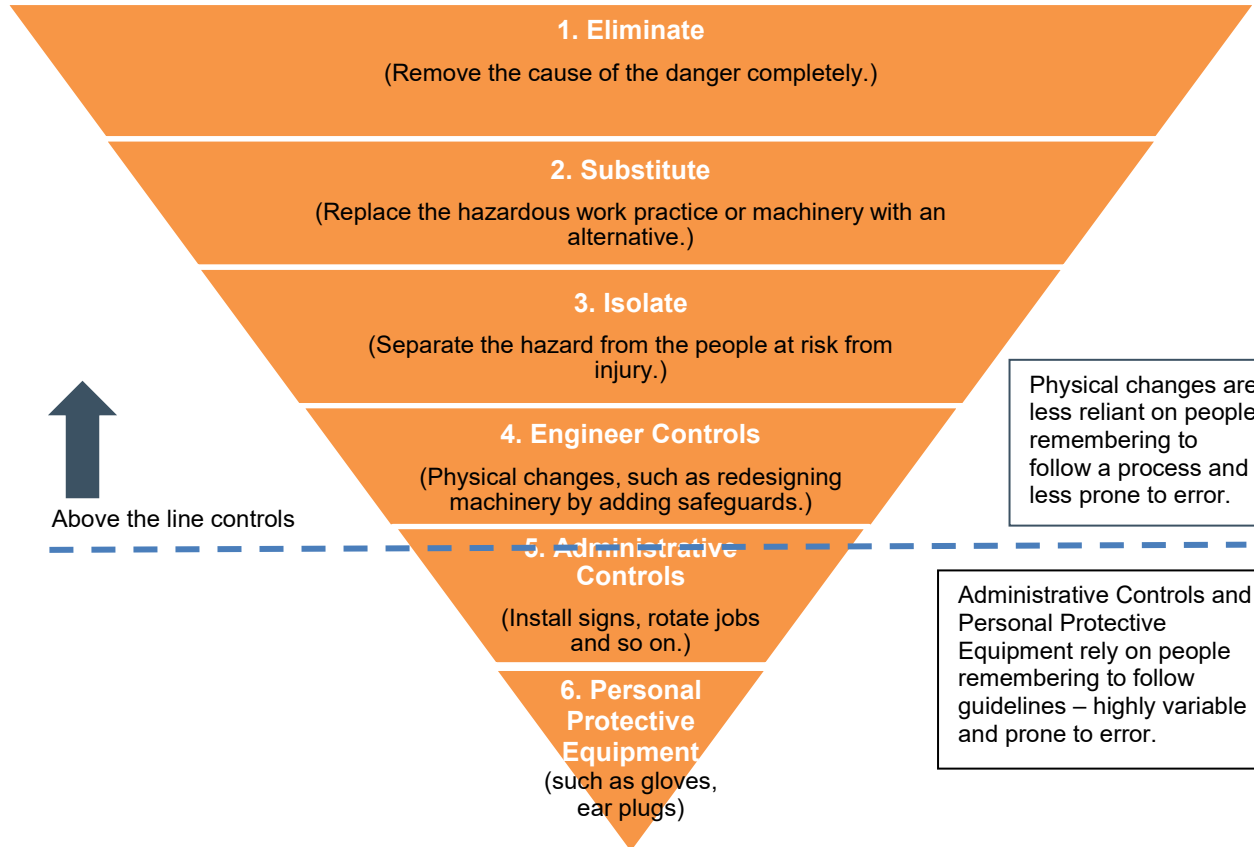 1. Eliminate
(Remove the cause of the danger completely.)
2. Substitute
(Replace the hazardous work practice or machinery with an
alternative.)
3. Isolate
(Separate the hazard from the people at risk from
injury.)
Physical changes are
less reliant on people
remembering to
follow a process and
less prone to error.
4. Engineer Controls
(Physical changes, such as redesigning
machinery by adding safeguards.)
Above the line controls
5. Administrative
Controls
(Install signs, rotate jobs
and so on.)
Administrative Controls and
Personal Protective
Equipment rely on people
remembering to follow
guidelines – highly variable
and prone to error.
6. Personal
Protective
Equipment
(such as gloves,
ear plugs)